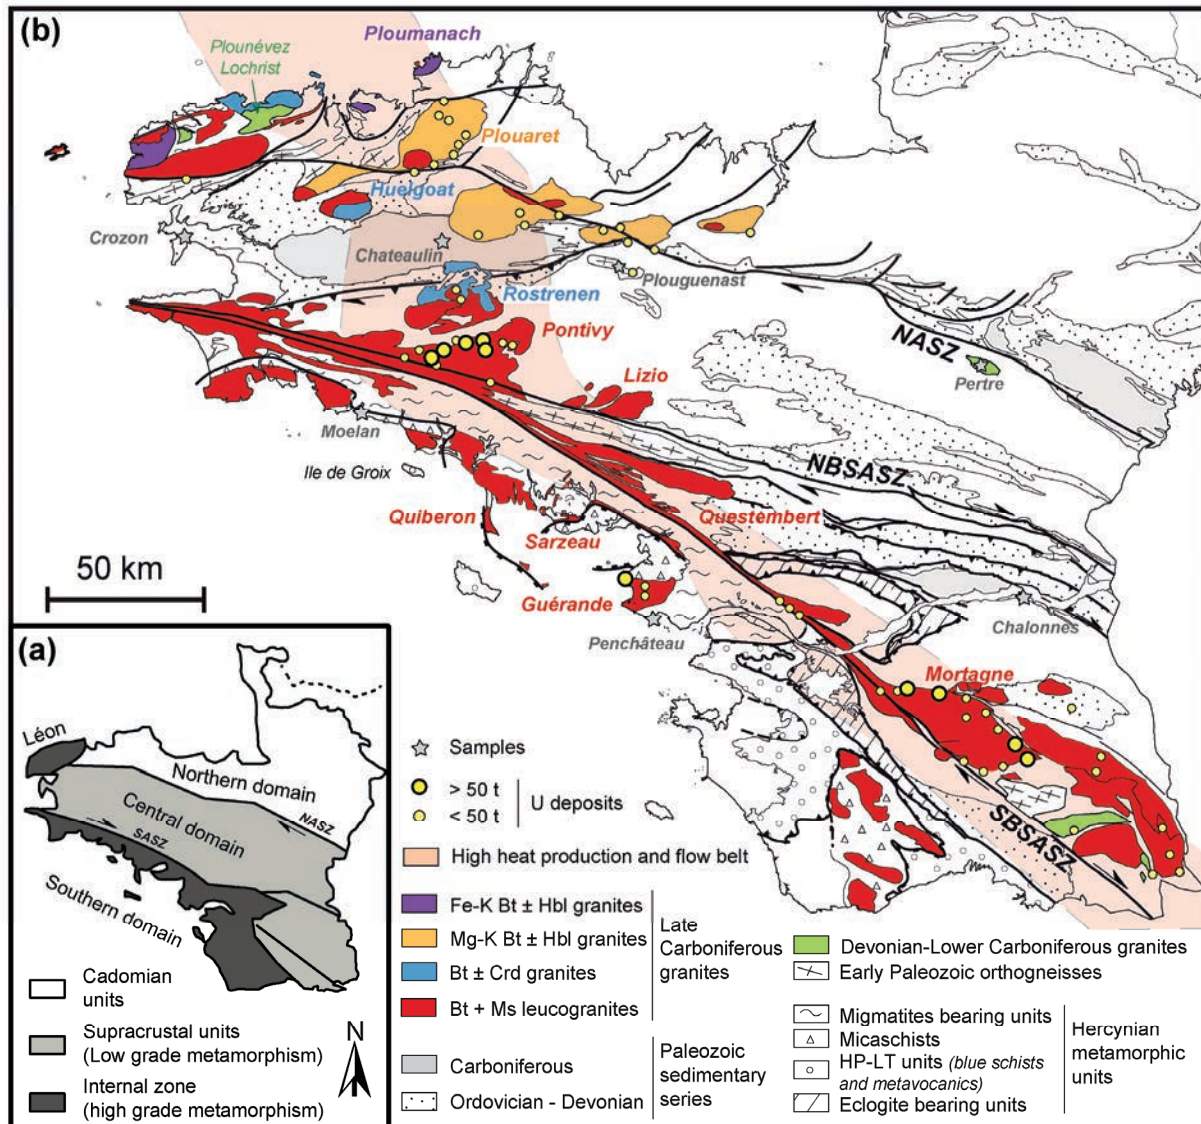 (b)
Ploumanach
Plounévez
Lochrist
Plouaret
Huelgoat
Crozon
Chateaulin
Plouguenast
Rostrenen
Pontivy
NASZ
Pertre
Lizio
Moelan
Ile de Groix
NBSASZ
Quiberon
Questembert
Sarzeau
50 km
Guérande
Penchâteau
Chalonnes
Mortagne
SBSASZ
(a)
Léon
Northern domain
Central domain
NASZ
SASZ
Southern domain
Cadomian
units
Supracrustal units
(Low grade metamorphism)
Internal zone
(high grade metamorphism)
N
Samples
> 50 t
< 50 t
U deposits
High heat production and flow belt
Fe-K Bt ± Hbl granites
Mg-K Bt ± Hbl granites
Bt ± Crd granites
Bt + Ms leucogranites
Late
Carboniferous
granites
Carboniferous
Ordovician - Devonian
Paleozoic
sedimentary
series
Devonian-Lower Carboniferous granites
Early Paleozoic orthogneisses
Migmatites bearing units
Micaschists
HP-LT units (blue schists
and metavocanics)
Eclogite bearing units
Hercynian
metamorphic
units